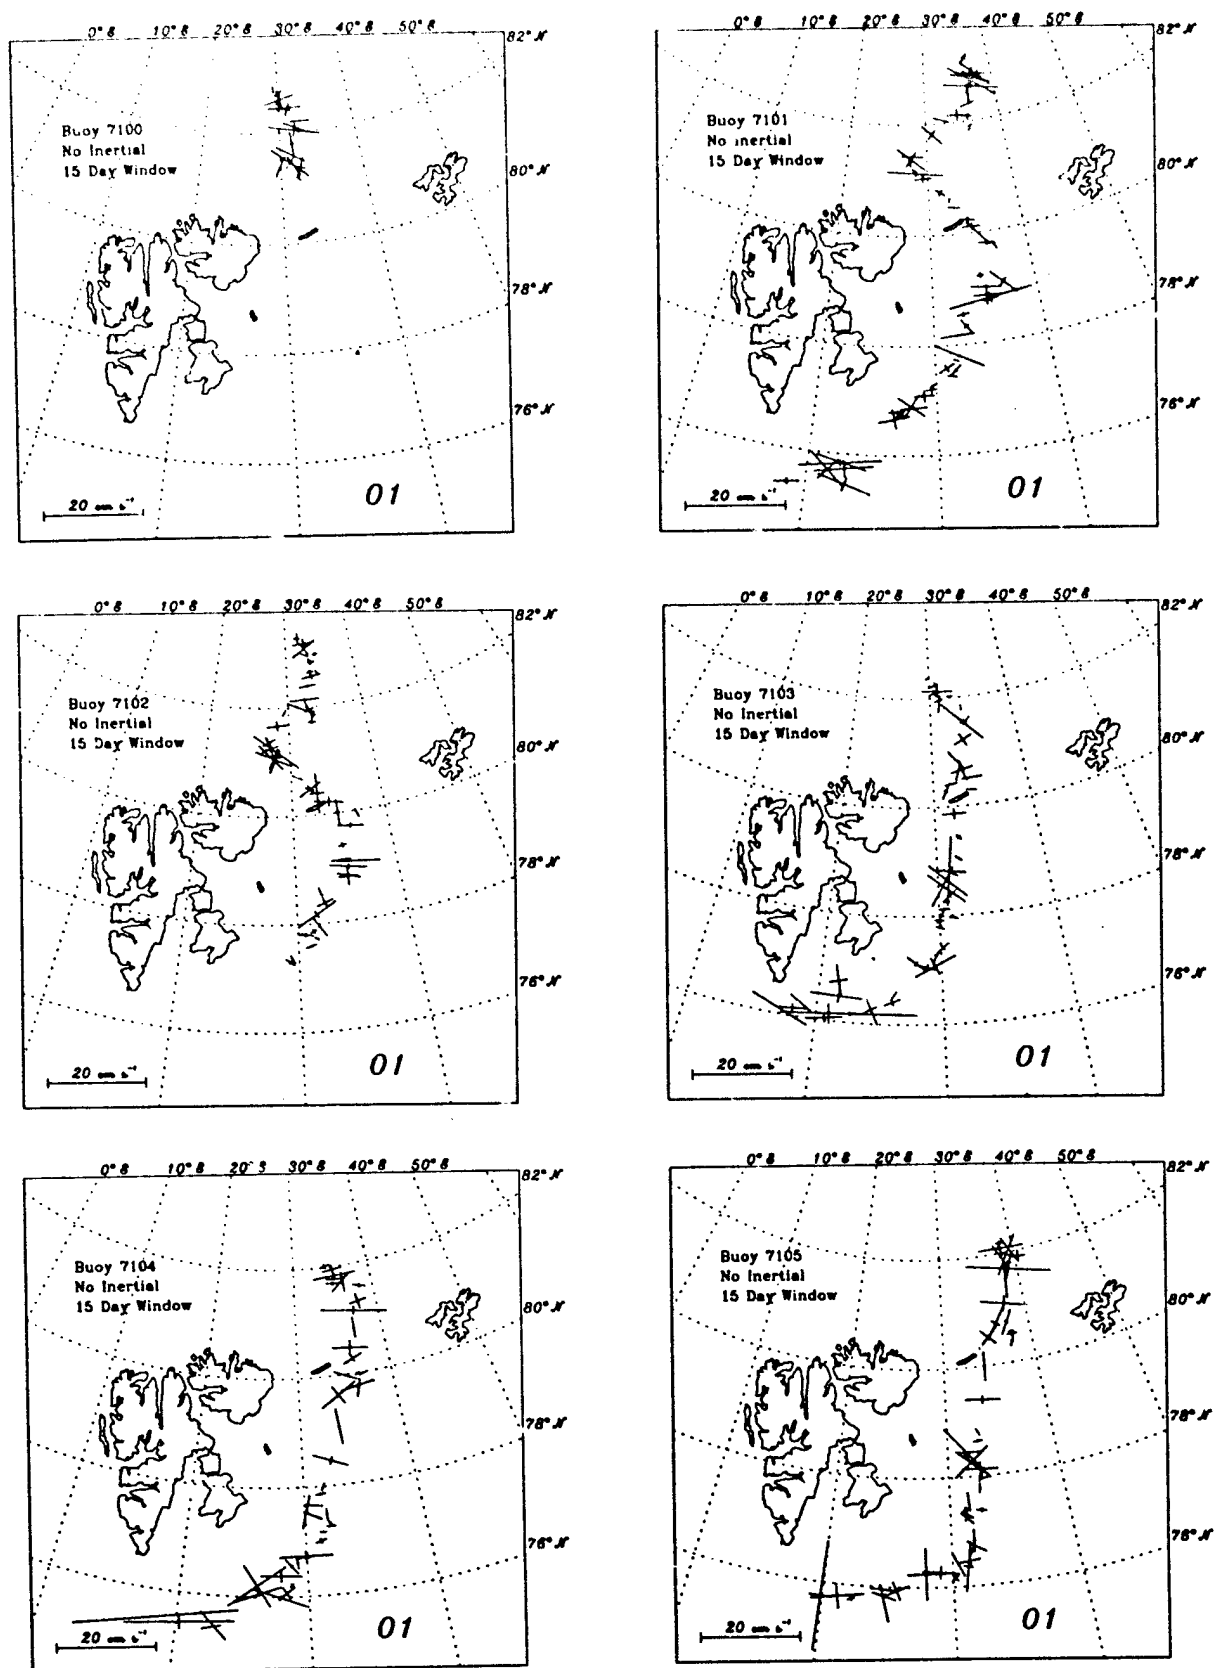 0° E 10° E 20° E 30° E 40° E 50° E
82° N
Buoy 7100
No Inertial
15 Day Window
80° N
78° N
76° N
20 cm s⁻¹
O1
0° E 10° E 20° E 30° E 40° E 50° E
82° N
Buoy 7101
No Inertial
15 Day Window
80° N
78° N
76° N
20 cm s⁻¹
O1
0° E 10° E 20° E 30° E 40° E 50° E
82° N
Buoy 7102
No Inertial
15 Day Window
80° N
78° N
76° N
20 cm s⁻¹
O1
0° E 10° E 20° E 30° E 40° E 50° E
82° N
Buoy 7103
No Inertial
15 Day Window
80° N
78° N
76° N
20 cm s⁻¹
O1
0° E 10° E 20° E 30° E 40° E 50° E
82° N
Buoy 7104
No Inertial
15 Day Window
80° N
78° N
76° N
20 cm s⁻¹
O1
0° E 10° E 20° E 30° E 40° E 50° E
82° N
Buoy 7105
No Inertial
15 Day Window
80° N
78° N
76° N
20 cm s⁻¹
O1